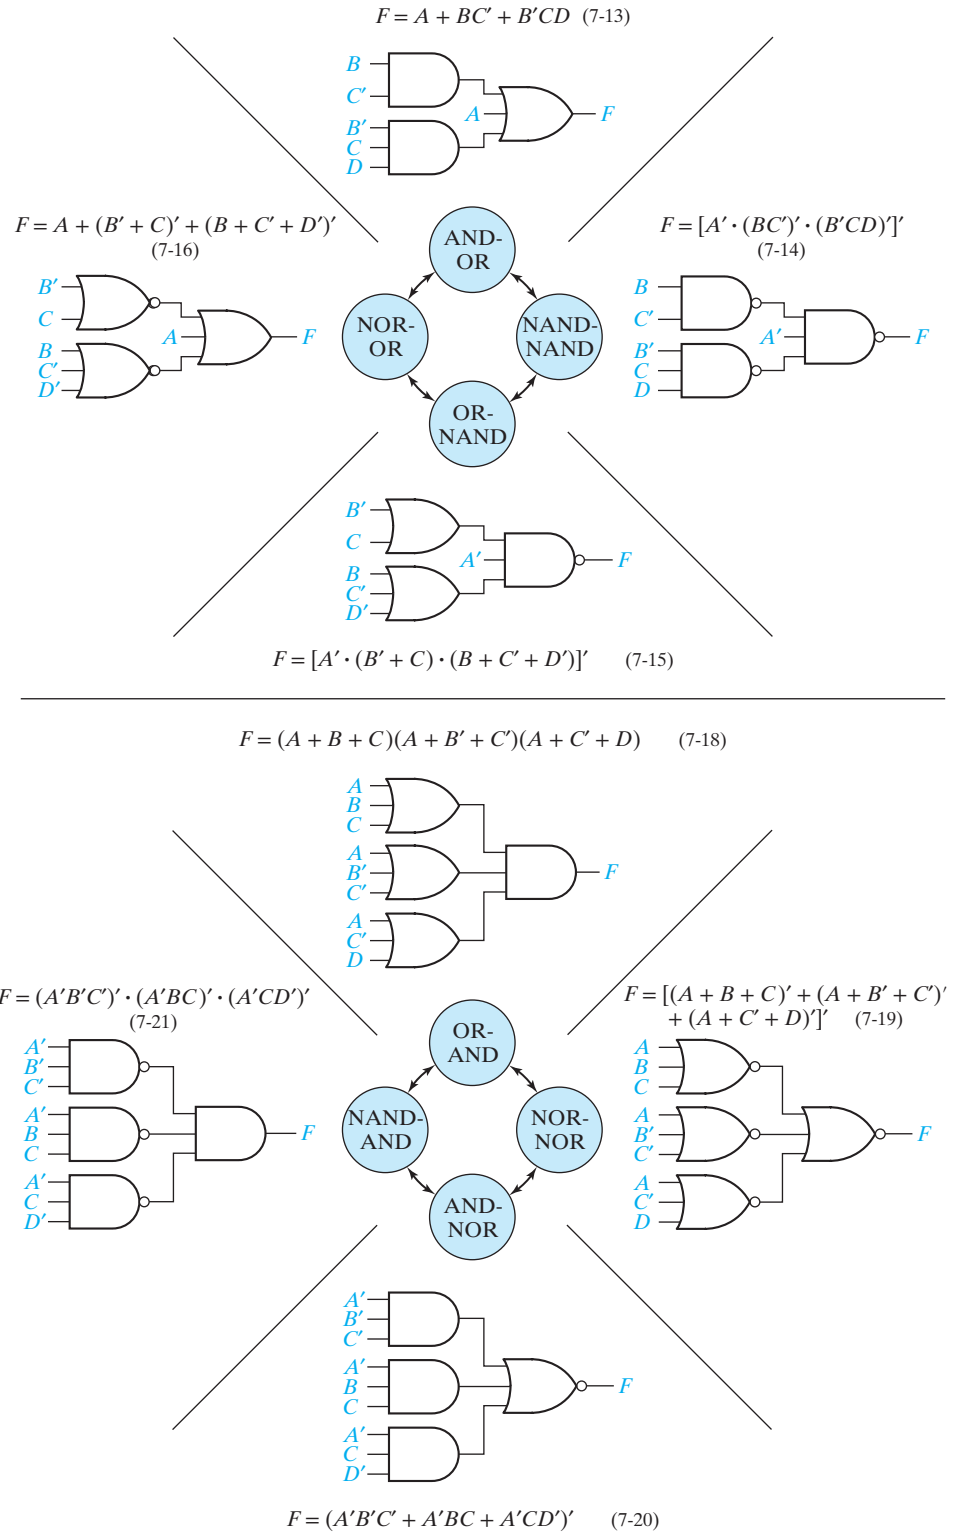 F = A + BC′ + B′CD (7-13)
B
C′
A
F
B′
C
D
F = A + (B′ + C)′ + (B + C′ + D′)′
(7-16)
B′
C
A
F
B
C′
D′
AND-
OR
NOR-
OR
NAND-
NAND
OR-
NAND
F = [A′ · (BC′)′ · (B′CD)′]′
(7-14)
B
C′
A′
F
B′
C
D
B′
C
A′
F
B
C′
D′
F = [A′ · (B′ + C) · (B + C′ + D′)]′ (7-15)
F = (A + B + C)(A + B′ + C′)(A + C′ + D) (7-18)
A
B
C
A
B′
C′
F
A
C′
D
F = (A′B′C′)′ · (A′BC)′ · (A′CD′)′
(7-21)
A′
B′
C′
A′
B
C
F
A′
C
D′
OR-
AND
NAND-
AND
NOR-
NOR
AND-
NOR
F = [(A + B + C)′ + (A + B′ + C′)′
+ (A + C′ + D)′]′ (7-19)
A
B
C
A
B′
C′
F
A
C′
D
A′
B′
C′
A′
B
C
F
A′
C
D′
F = (A′B′C′ + A′BC + A′CD′)′ (7-20)